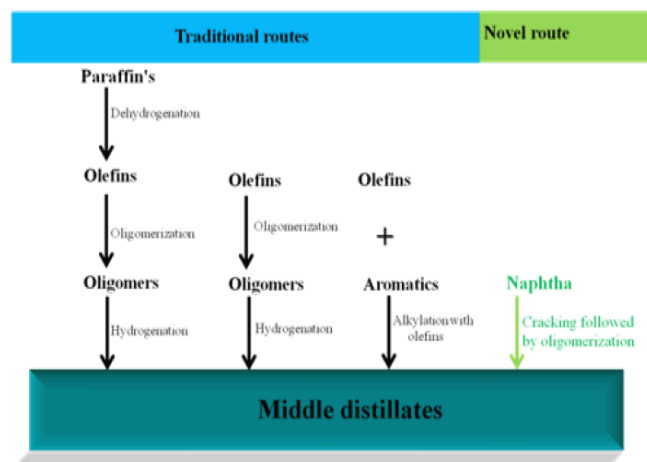 Traditional routes
Novel route
Paraffin's
Dehydrogenation
Olefins
Olefins
Olefins
Oligomerization
Oligomerization
+
Oligomers
Oligomers
Aromatics
Naphtha
Hydrogenation
Hydrogenation
Alkylation with
olefins
Cracking followed
by oligomerization
Middle distillates